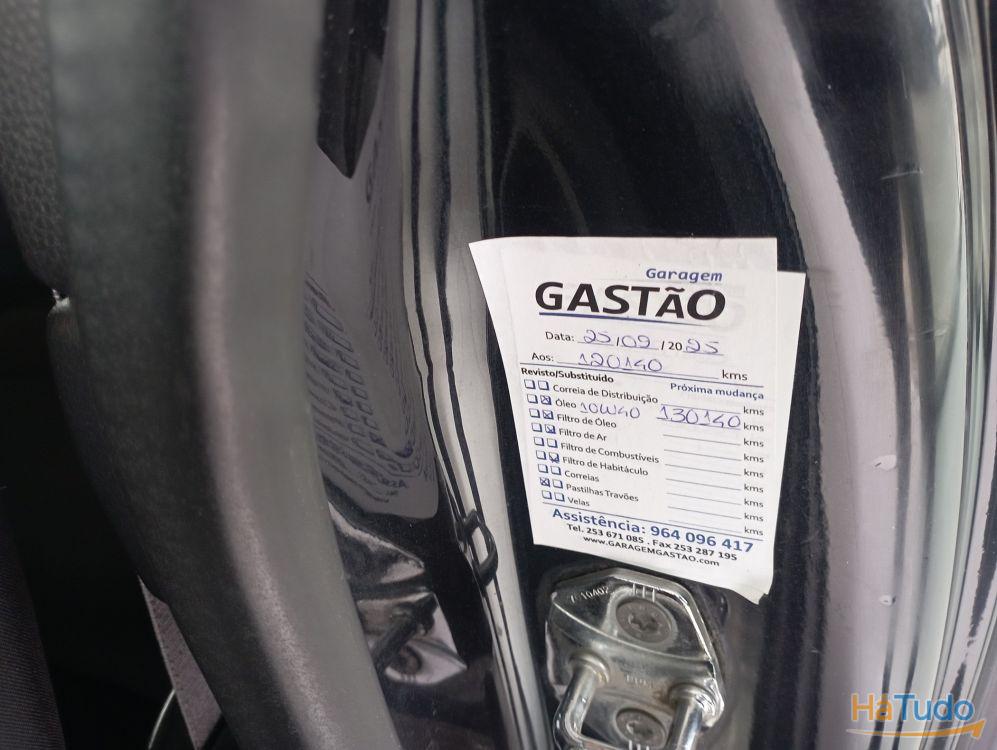 Garagem
GASTÃO
Data: 25/09/2025
Aos: 120140 kms
Revisto/Substituído Próxima mudança
Correia de Distribuição kms
Óleo 10W40 130140 kms
Filtro de Óleo kms
Filtro de Ar kms
Filtro de Combustíveis kms
Filtro de Habitáculo kms
Correias kms
Pastilhas Travões kms
Velas kms
Assistência: 964 096 417
Tel. 253 671 085 . Fax 253 287 195
www.GARAGEMGASTAO.com
HáTudo